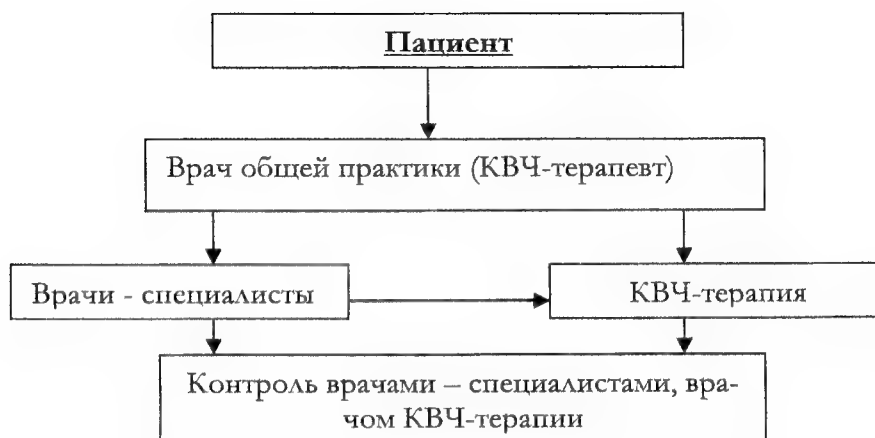 Пациент
Врач общей практики (КВЧ-терапевт)
Врачи - специалисты
КВЧ-терапия
Контроль врачами – специалистами, вра-
чом КВЧ-терапии